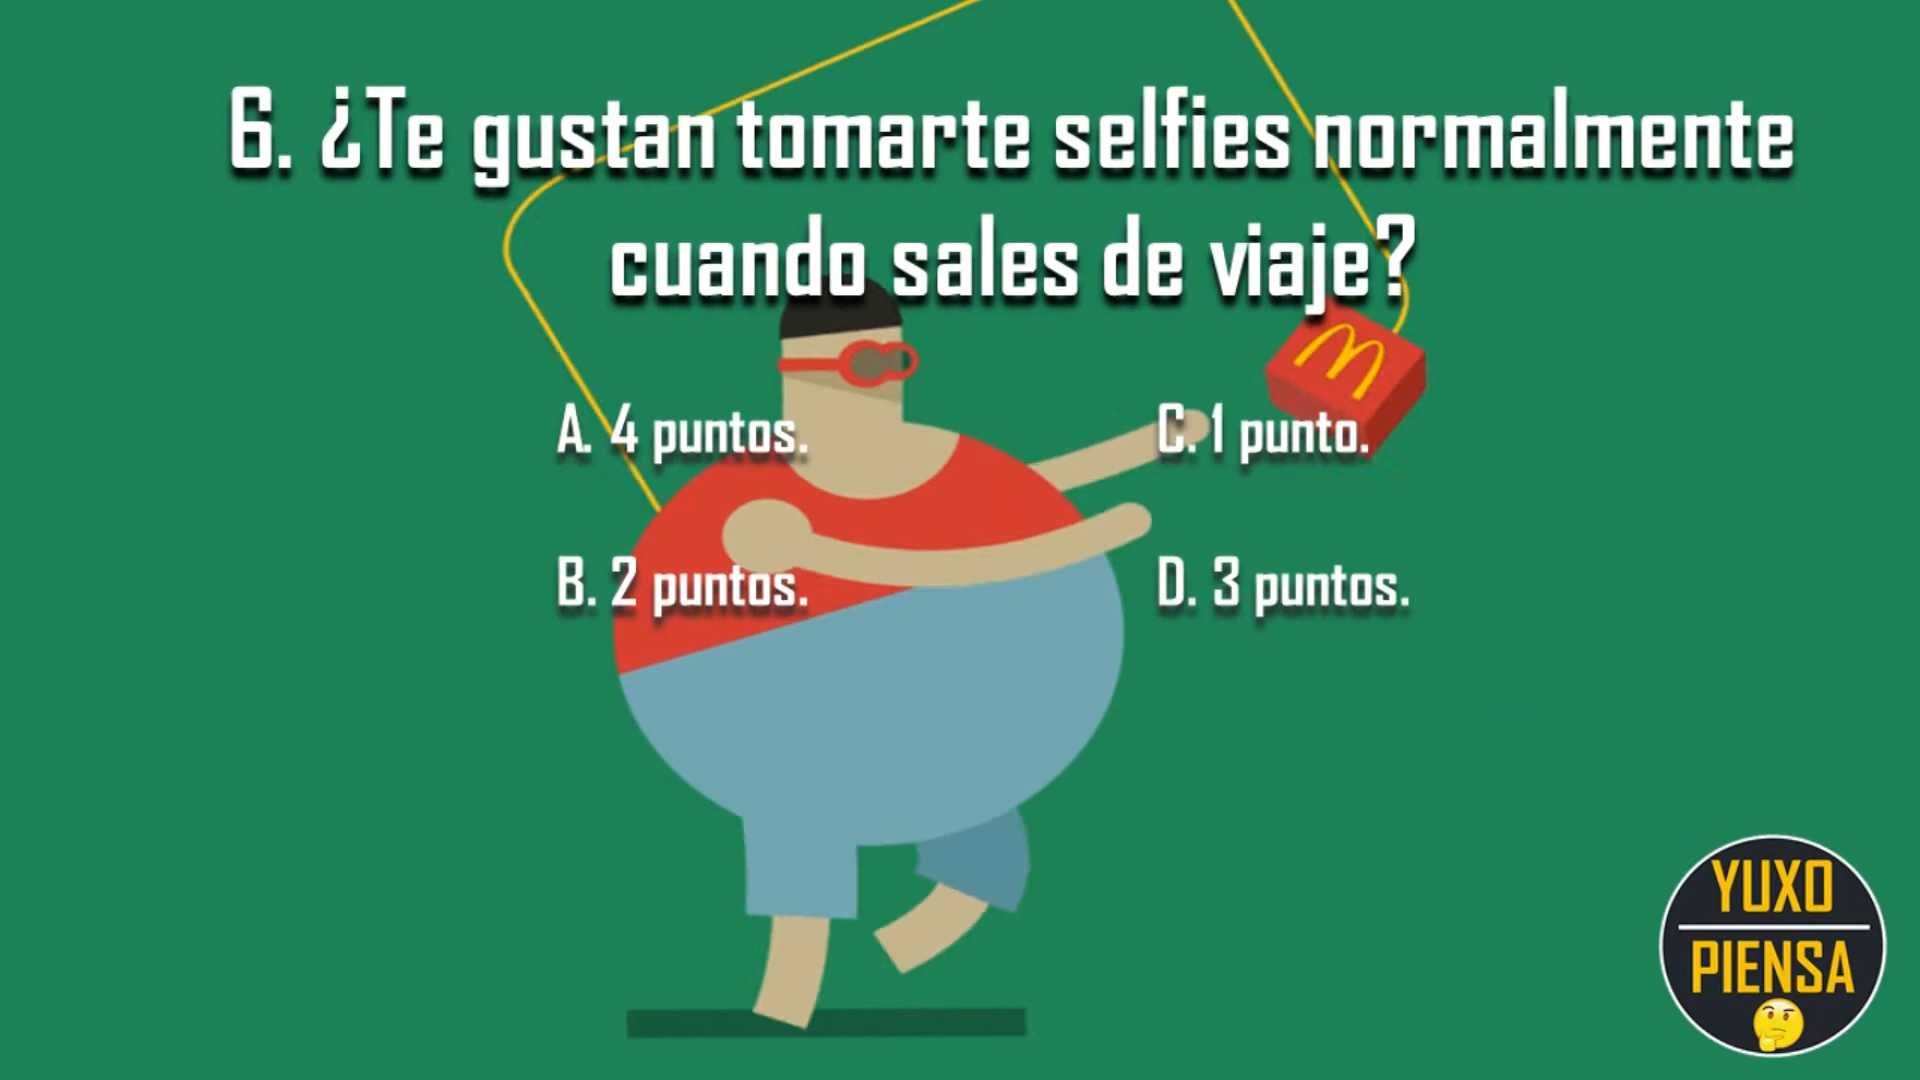 6. ¿Te gustan tomarte selfies normalmente
cuando sales de viaje?
A. 4 puntos.
C. 1 punto.
B. 2 puntos.
D. 3 puntos.
YUXO
PIENSA